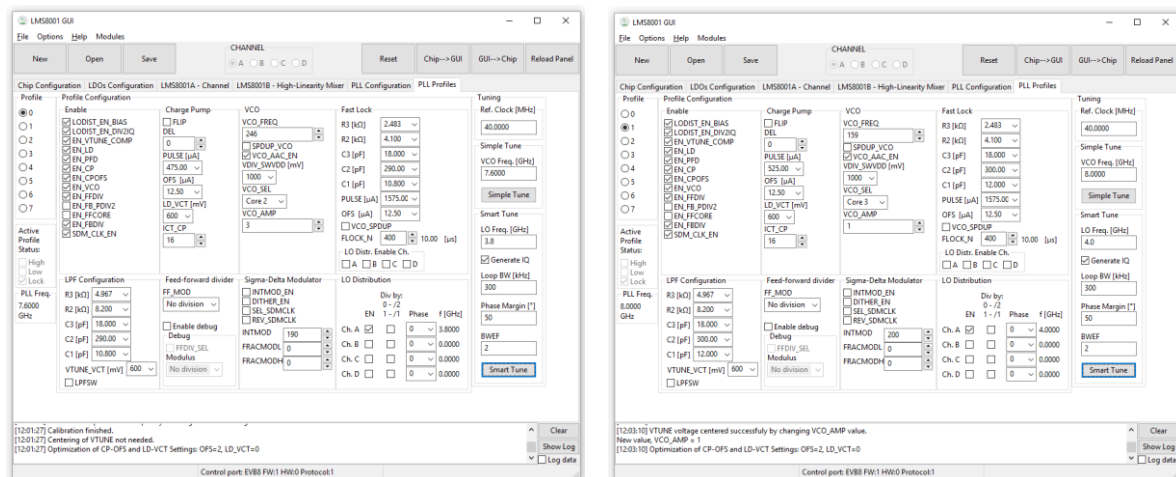 LMS8001 GUI
File Options Help Modules
New Open Save CHANNEL A B C D Reset Chip-->GUI GUI-->Chip Reload Panel
Chip Configuration LDOs Configuration LMS8001A - Channel LMS8001B - High-Linearity Mixer PLL Configuration PLL Profiles
Profile
0
1
2
3
4
5
6
7
Active
Profile
Status:
High
Low
Lock
PLL Freq.
7.6000
GHz
Profile Configuration
Enable
LODIST_EN_BIAS
LODIST_EN_DIV2IQ
EN_VTUNE_COMP
EN_LD
EN_PFD
EN_CP
EN_CPOFS
EN_VCO
EN_FFDIV
EN_FB_PDIV2
EN_FFCORE
EN_FBDIV
SDM_CLK_EN
Charge Pump
FLIP
DEL
0
PULSE [µA]
475.00
OFS [µA]
12.50
LD_VCT [mV]
600
ICT_CP
16
VCO
VCO_FREQ
246
SPDUP_VCO
VCO_AAC_EN
VDIV_SWVDD [mV]
1000
VCO_SEL
Core 2
VCO_AMP
3
Fast Lock
R3 [kΩ] 2.483
R2 [kΩ] 4.100
C3 [pF] 18.000
C2 [pF] 290.00
C1 [pF] 10.800
PULSE [µA] 1575.00
OFS [µA] 12.50
VCO_SPDUP
FLOCK_N 400 10.00 [µs]
LO Distr. Enable Ch.
A B C D
LPF Configuration
R3 [kΩ] 4.967
R2 [kΩ] 8.200
C3 [pF] 18.000
C2 [pF] 290.00
C1 [pF] 10.800
VTUNE_VCT [mV] 600
LPFSW
Feed-forward divider
FF_MOD
No division
Enable debug
Debug
FFDIV_SEL
Modulus
No division
Sigma-Delta Modulator
INTMOD_EN
DITHER_EN
SEL_SDMCLK
REV_SDMCLK
INTMOD 190
FRACMODL 0
FRACMODH 0
LO Distribution
Div by:
0 - /2
EN 1 - /1 Phase f [GHz]
Ch. A 0 3.8000
Ch. B 0 0.0000
Ch. C 0 0.0000
Ch. D 0 0.0000
Tuning
Ref. Clock [MHz]
40.0000
Simple Tune
VCO Freq. [GHz]
7.6000
Simple Tune
Smart Tune
LO Freq. [GHz]
3.8
Generate IQ
Loop BW [kHz]
300
Phase Margin [°]
50
BWEF
2
Smart Tune
[12:01:27] Calibration finished.
[12:01:27] Centering of VTUNE not needed.
[12:01:27] Optimization of CP-OFS and LD-VCT Settings: OFS=2, LD_VCT=0
Clear
Show Log
Log data
Control port: EVB8 FW:1 HW:0 Protocol:1
LMS8001 GUI
File Options Help Modules
New Open Save CHANNEL A B C D Reset Chip-->GUI GUI-->Chip Reload Panel
Chip Configuration LDOs Configuration LMS8001A - Channel LMS8001B - High-Linearity Mixer PLL Configuration PLL Profiles
Profile
0
1
2
3
4
5
6
7
Active
Profile
Status:
High
Low
Lock
PLL Freq.
8.0000
GHz
Profile Configuration
Enable
LODIST_EN_BIAS
LODIST_EN_DIV2IQ
EN_VTUNE_COMP
EN_LD
EN_PFD
EN_CP
EN_CPOFS
EN_VCO
EN_FFDIV
EN_FB_PDIV2
EN_FFCORE
EN_FBDIV
SDM_CLK_EN
Charge Pump
FLIP
DEL
0
PULSE [µA]
525.00
OFS [µA]
12.50
LD_VCT [mV]
600
ICT_CP
16
VCO
VCO_FREQ
159
SPDUP_VCO
VCO_AAC_EN
VDIV_SWVDD [mV]
1000
VCO_SEL
Core 3
VCO_AMP
1
Fast Lock
R3 [kΩ] 2.483
R2 [kΩ] 4.100
C3 [pF] 18.000
C2 [pF] 300.00
C1 [pF] 12.000
PULSE [µA] 1575.00
OFS [µA] 12.50
VCO_SPDUP
FLOCK_N 400 10.00 [µs]
LO Distr. Enable Ch.
A B C D
LPF Configuration
R3 [kΩ] 4.967
R2 [kΩ] 8.200
C3 [pF] 18.000
C2 [pF] 300.00
C1 [pF] 12.000
VTUNE_VCT [mV] 600
LPFSW
Feed-forward divider
FF_MOD
No division
Enable debug
Debug
FFDIV_SEL
Modulus
No division
Sigma-Delta Modulator
INTMOD_EN
DITHER_EN
SEL_SDMCLK
REV_SDMCLK
INTMOD 200
FRACMODL 0
FRACMODH 0
LO Distribution
Div by:
0 - /2
EN 1 - /1 Phase f [GHz]
Ch. A 0 4.0000
Ch. B 0 0.0000
Ch. C 0 0.0000
Ch. D 0 0.0000
Tuning
Ref. Clock [MHz]
40.0000
Simple Tune
VCO Freq. [GHz]
8.0000
Simple Tune
Smart Tune
LO Freq. [GHz]
4.0
Generate IQ
Loop BW [kHz]
300
Phase Margin [°]
50
BWEF
2
Smart Tune
[12:03:10] VTUNE voltage centered successfuly by changing VCO_AMP value.
New value, VCO_AMP = 1
[12:03:10] Optimization of CP-OFS and LD-VCT Settings: OFS=2, LD_VCT=0
Clear
Show Log
Log data
Control port: EVB8 FW:1 HW:0 Protocol:1